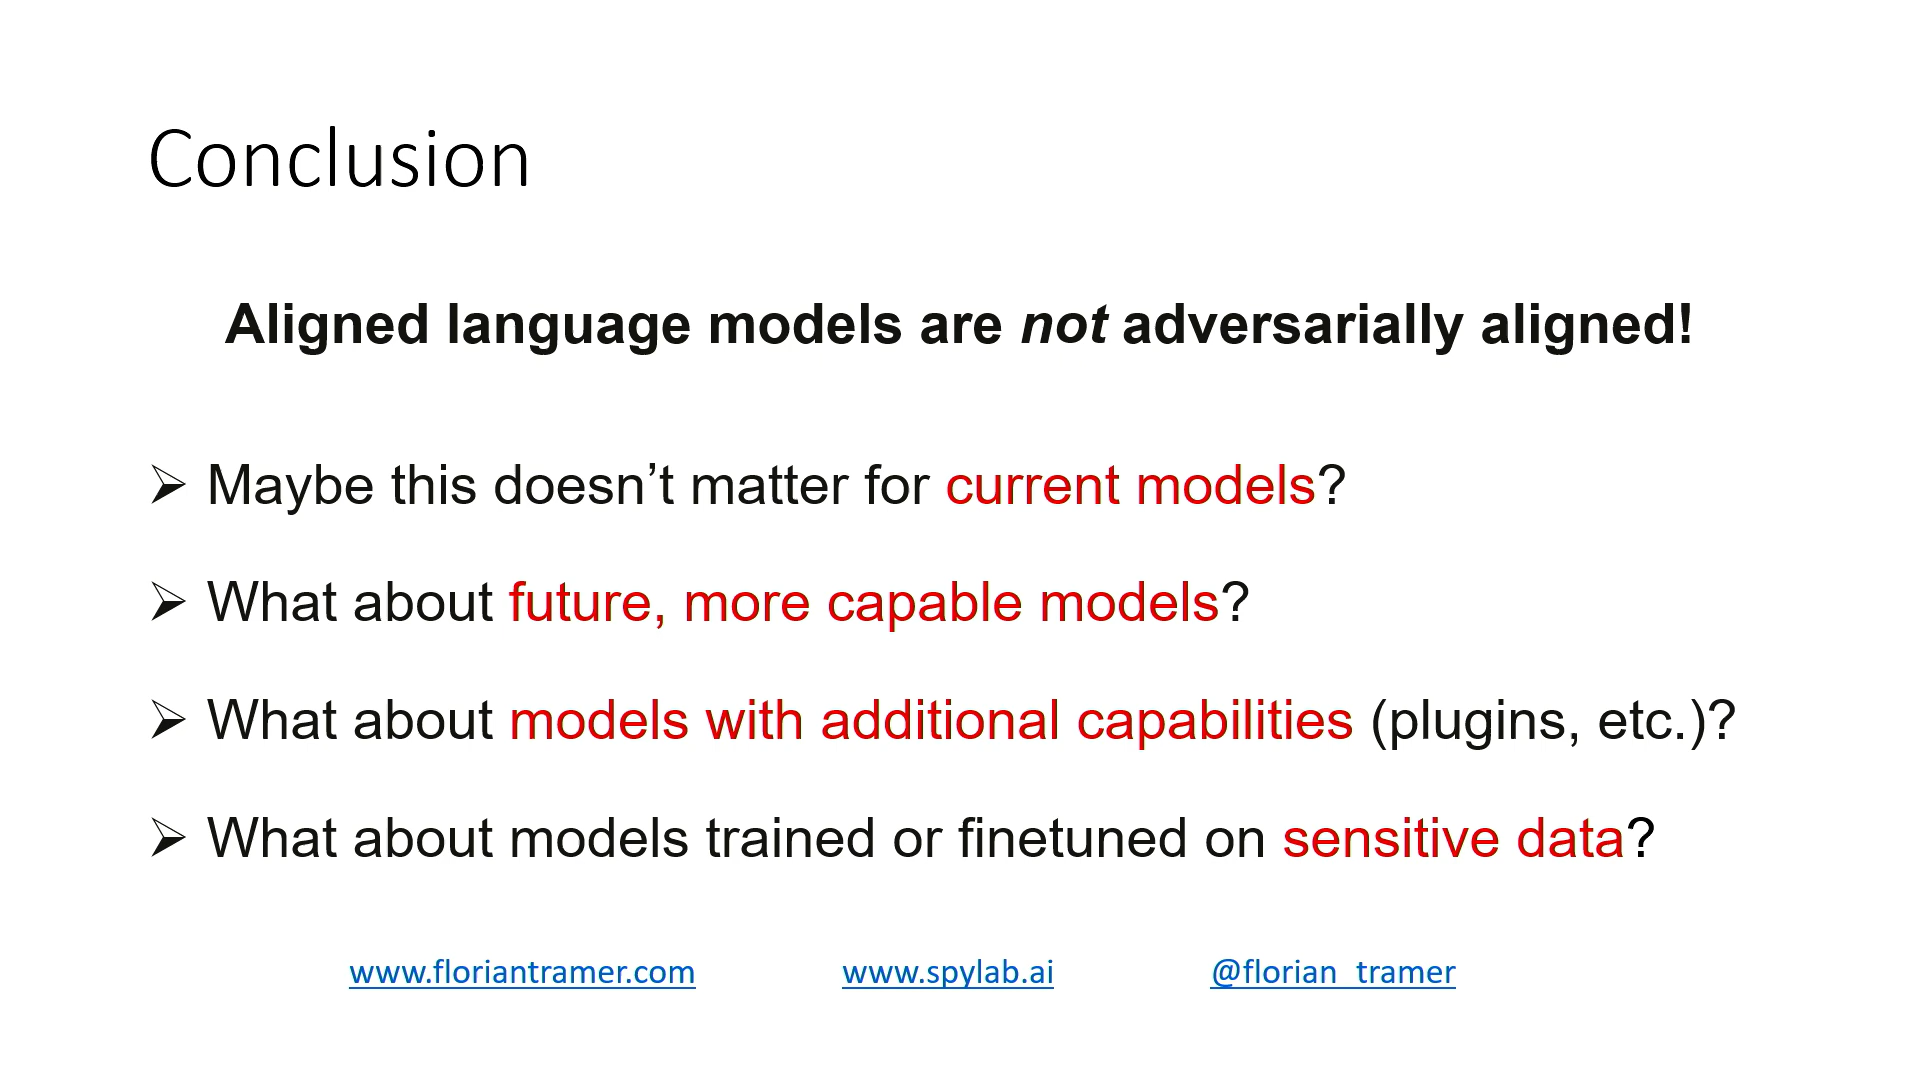 Conclusion
Aligned language models are not adversarially aligned!
➢ Maybe this doesn’t matter for current models?
➢ What about future, more capable models?
➢ What about models with additional capabilities (plugins, etc.)?
➢ What about models trained or finetuned on sensitive data?
www.floriantramer.com www.spylab.ai @florian_tramer